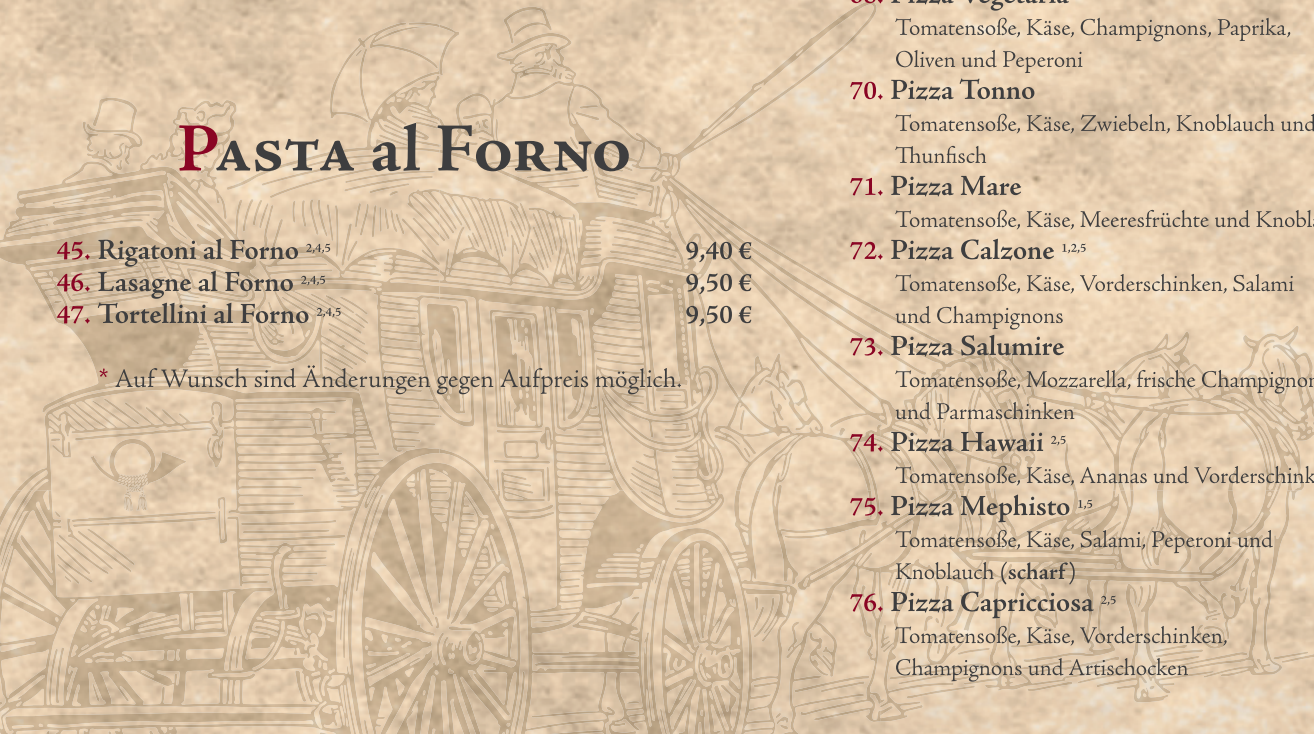 Pasta al Forno
45. Rigatoni al Forno 2,4,5 9,40 €
46. Lasagne al Forno 2,4,5 9,50 €
47. Tortellini al Forno 2,4,5 9,50 €
* Auf Wunsch sind Änderungen gegen Aufpreis möglich.
Pizza Vegetaria
Tomatensoße, Käse, Champignons, Paprika,
Oliven und Peperoni
70. Pizza Tonno
Tomatensoße, Käse, Zwiebeln, Knoblauch und
Thunfisch
71. Pizza Mare
Tomatensoße, Käse, Meeresfrüchte und
72. Pizza Calzone 1,2,5
Tomatensoße, Käse, Vorderschinken, Salami
und Champignons
73. Pizza Salumire
Tomatensoße, Mozzarella, frische
und Parmaschinken
74. Pizza Hawaii 2,5
Tomatensoße, Käse, Ananas und
75. Pizza Mephisto 1,5
Tomatensoße, Käse, Salami, Peperoni und
Knoblauch (scharf)
76. Pizza Capricciosa 2,5
Tomatensoße, Käse, Vorderschinken,
Champignons und Artischocken